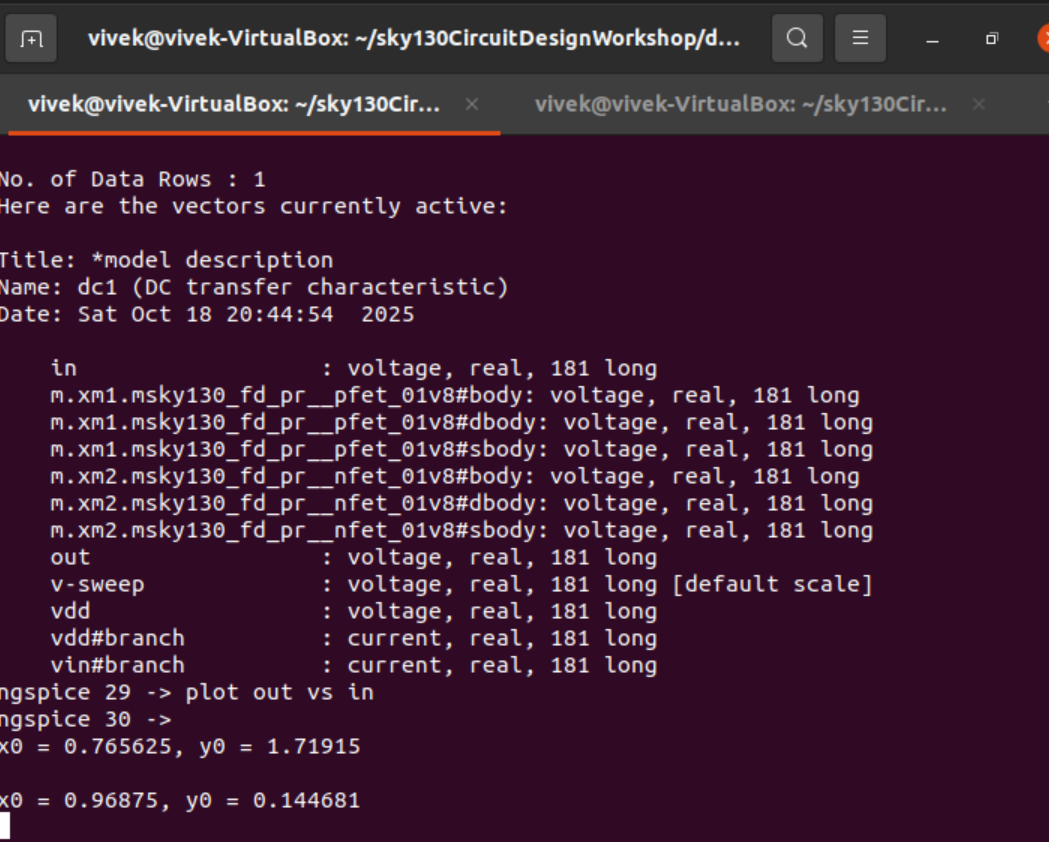 vivek@vivek-VirtualBox: ~/sky130CircuitDesignWorkshop/d...
vivek@vivek-VirtualBox: ~/sky130Cir... × vivek@vivek-VirtualBox: ~/sky130Cir... ×
No. of Data Rows : 1
Here are the vectors currently active:
Title: *model description
Name: dc1 (DC transfer characteristic)
Date: Sat Oct 18 20:44:54  2025
in                  : voltage, real, 181 long
m.xm1.msky130_fd_pr__pfet_01v8#body: voltage, real, 181 long
m.xm1.msky130_fd_pr__pfet_01v8#dbody: voltage, real, 181 long
m.xm1.msky130_fd_pr__pfet_01v8#sbody: voltage, real, 181 long
m.xm2.msky130_fd_pr__nfet_01v8#body: voltage, real, 181 long
m.xm2.msky130_fd_pr__nfet_01v8#dbody: voltage, real, 181 long
m.xm2.msky130_fd_pr__nfet_01v8#sbody: voltage, real, 181 long
out                 : voltage, real, 181 long
v-sweep             : voltage, real, 181 long [default scale]
vdd                 : voltage, real, 181 long
vdd#branch          : current, real, 181 long
vin#branch          : current, real, 181 long
ngspice 29 -> plot out vs in
ngspice 30 ->
x0 = 0.765625, y0 = 1.71915
x0 = 0.96875, y0 = 0.144681